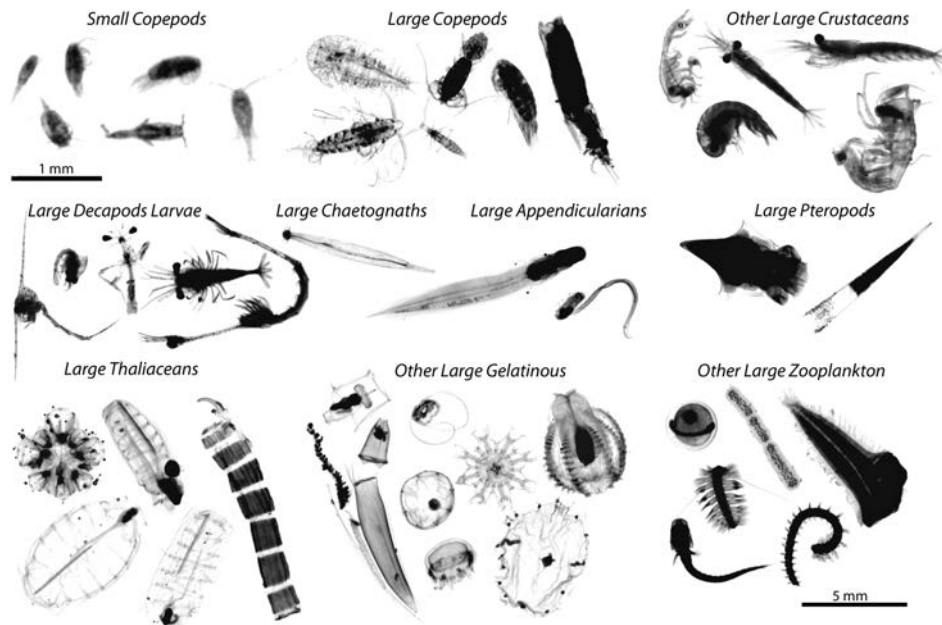 Small Copepods
Large Copepods
Other Large Crustaceans
1 mm
Large Decapods Larvae
Large Chaetognaths
Large Appendicularians
Large Pteropods
Large Thaliaceans
Other Large Gelatinous
Other Large Zooplankton
5 mm